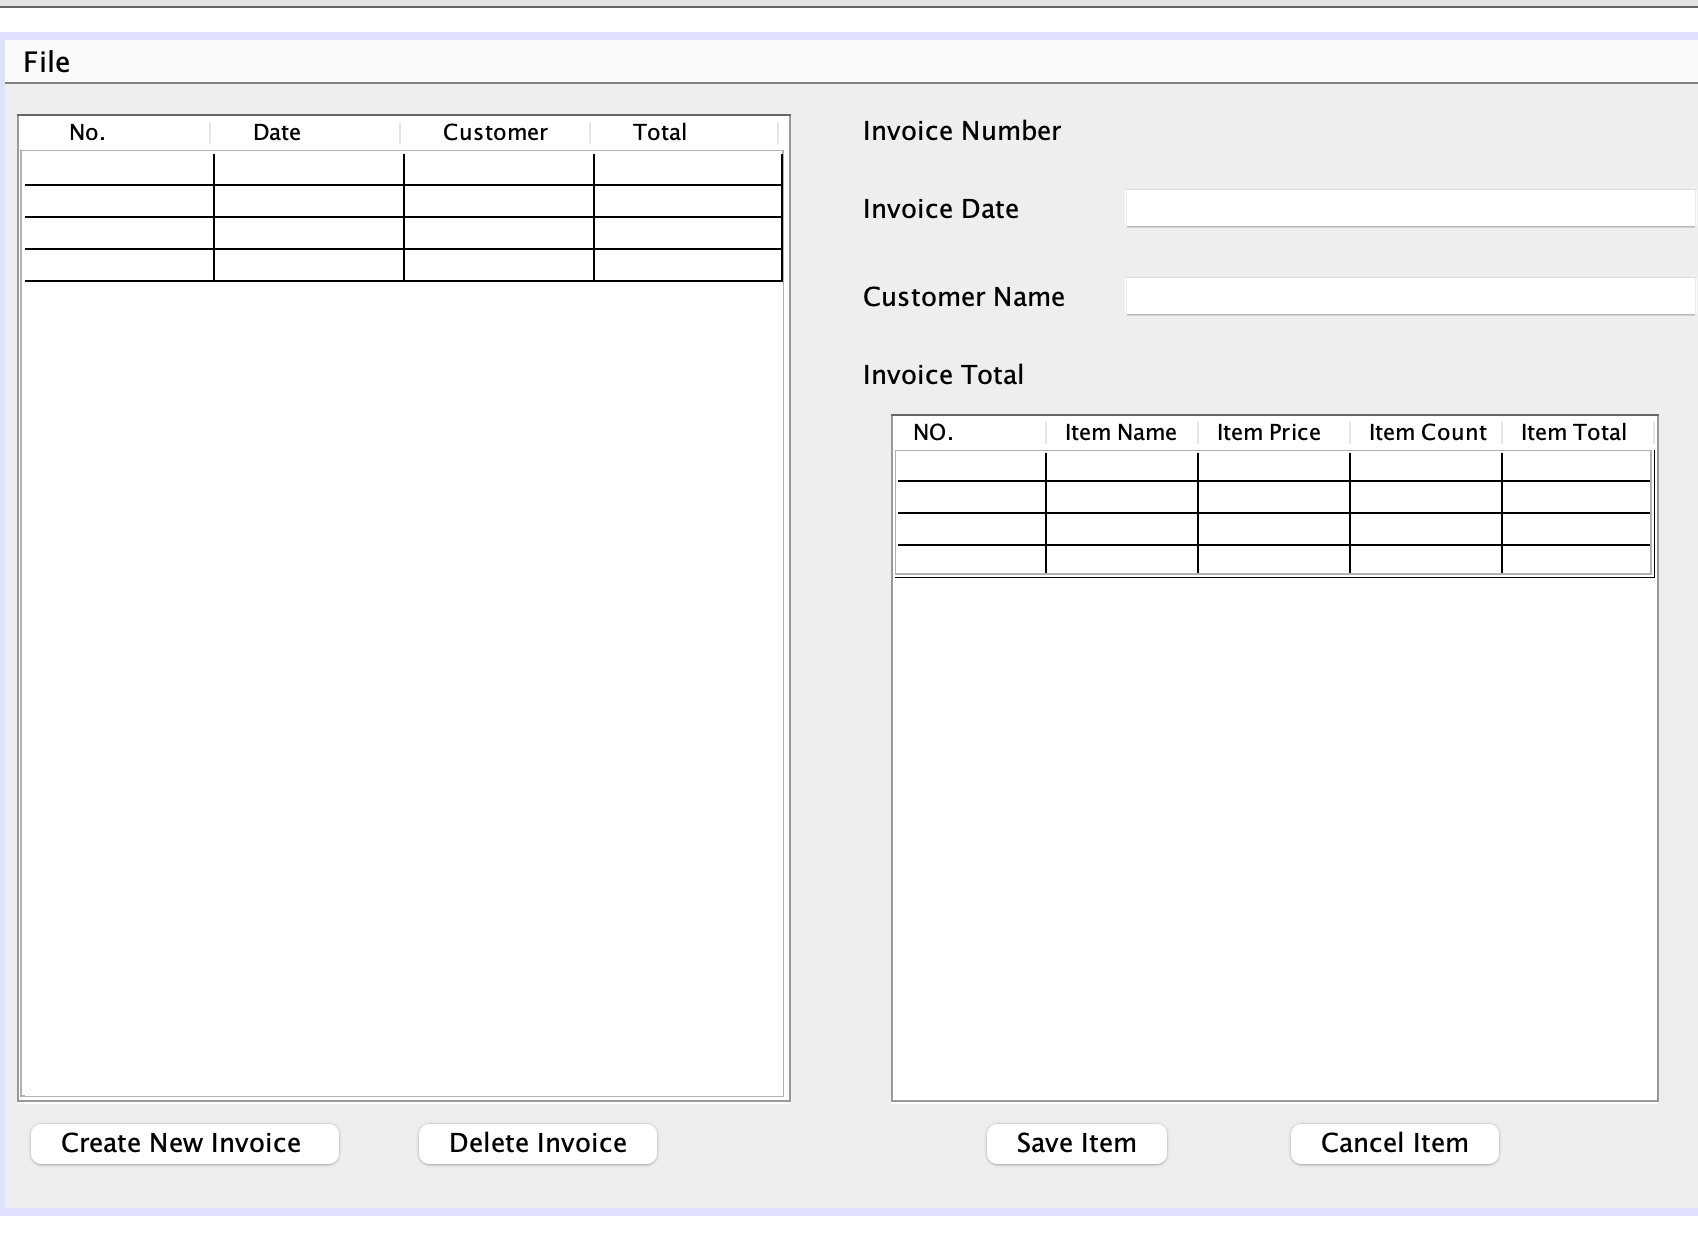 File
No. Date Customer Total
Invoice Number
Invoice Date
Customer Name
Invoice Total
NO. Item Name Item Price Item Count Item Total
Create New Invoice Delete Invoice Save Item Cancel Item